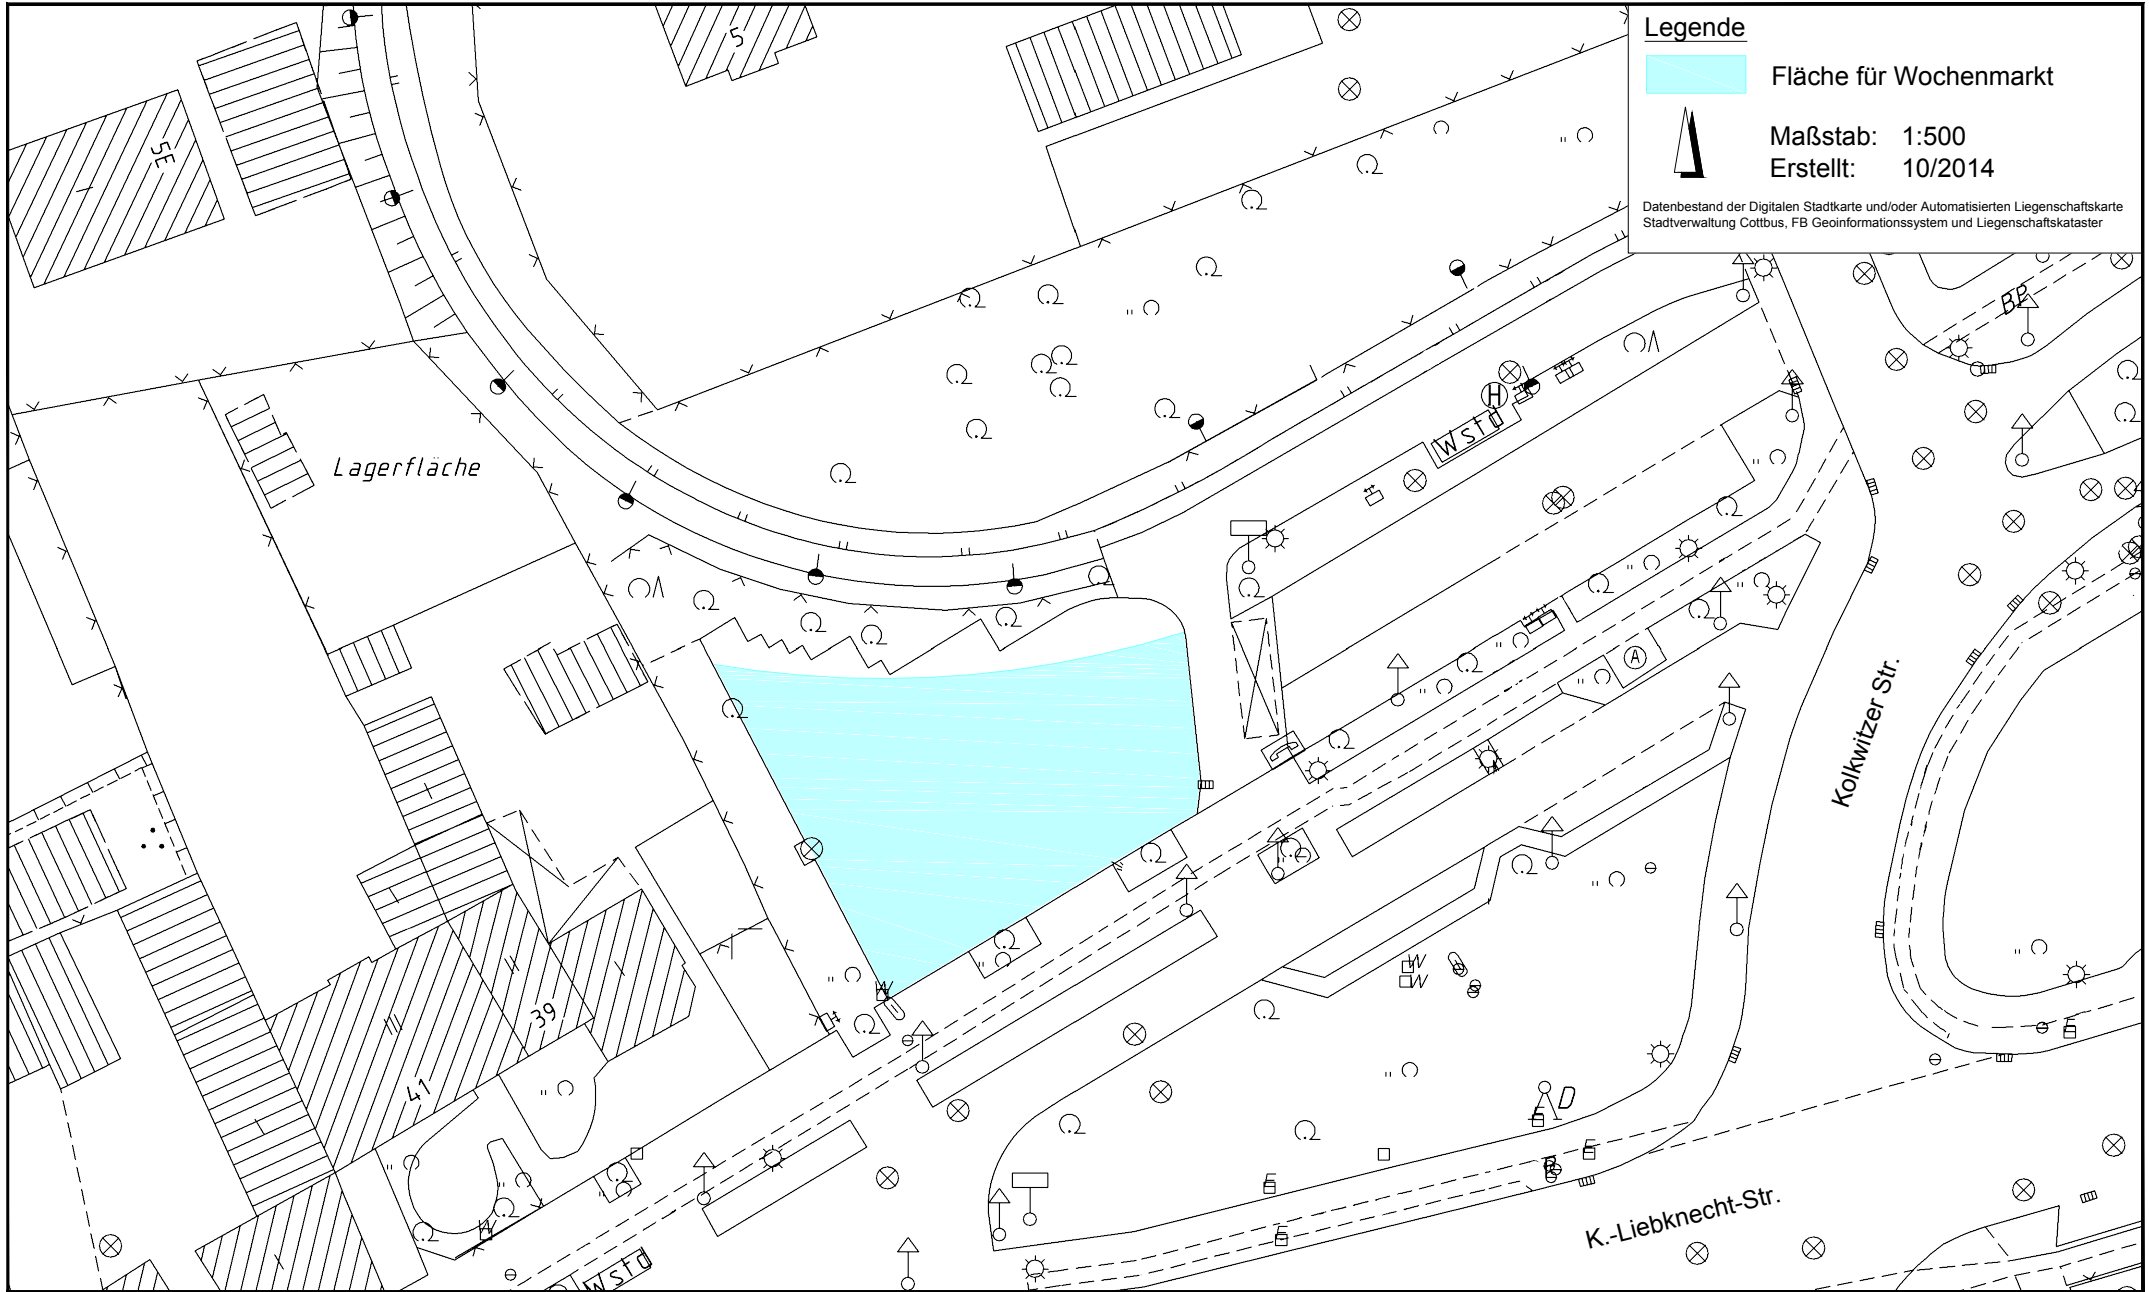 Legende
Fläche für Wochenmarkt
Maßstab: 1:500
Erstellt: 10/2014
Datenbestand der Digitalen Stadtkarte und/oder Automatisierten Liegenschaftskarte
Stadtverwaltung Cottbus, FB Geoinformationssystem und Liegenschaftskataster
5
5E
BP
H
Wstd
Lagerfläche
A
Kolkwitzer Str.
W
W
W
39
41
D
E
E
E
E
E
W
K.-Liebknecht-Str.
Wstd